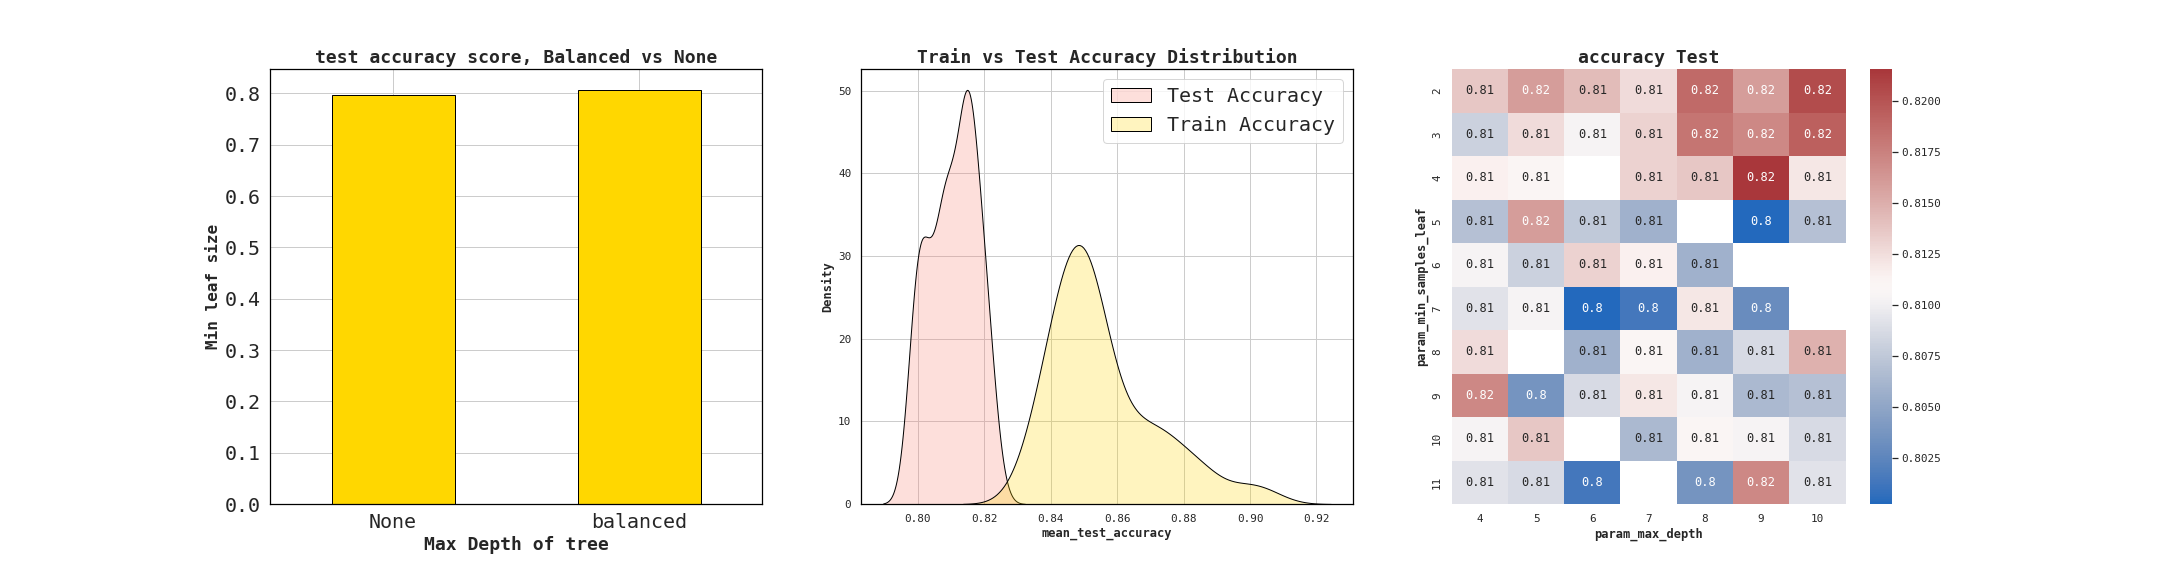 test accuracy score, Balanced vs None
Min leaf size
0.8
0.7
0.6
0.5
0.4
0.3
0.2
0.1
0.0
None balanced
Max Depth of tree
Train vs Test Accuracy Distribution
Test Accuracy
Train Accuracy
Density
50
40
30
20
10
0
0.80 0.82 0.84 0.86 0.88 0.90 0.92
mean_test_accuracy
accuracy Test
param_min_samples_leaf
2 0.81 0.82 0.81 0.81 0.82 0.82 0.82
3 0.81 0.81 0.81 0.81 0.82 0.82 0.82
4 0.81 0.81 0.81 0.81 0.82 0.81
5 0.81 0.82 0.81 0.81 0.8 0.81
6 0.81 0.81 0.81 0.81 0.81
7 0.81 0.81 0.8 0.8 0.81 0.8
8 0.81 0.81 0.81 0.81 0.81 0.81
9 0.82 0.8 0.81 0.81 0.81 0.81 0.81
10 0.81 0.81 0.81 0.81 0.81 0.81
11 0.81 0.81 0.8 0.8 0.82 0.81
4 5 6 7 8 9 10
param_max_depth
0.8200
0.8175
0.8150
0.8125
0.8100
0.8075
0.8050
0.8025